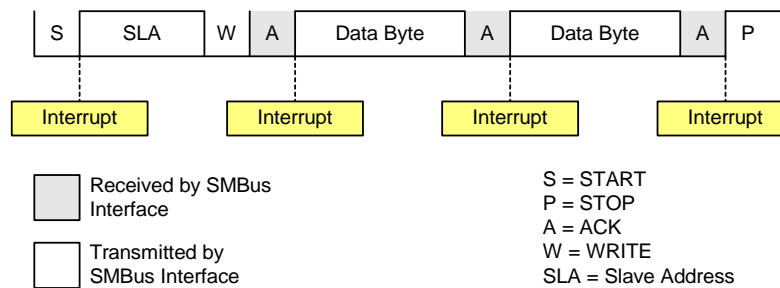 S SLA W A Data Byte A Data Byte A P
Interrupt Interrupt Interrupt Interrupt
Received by SMBus
Interface
Transmitted by
SMBus Interface
S = START
P = STOP
A = ACK
W = WRITE
SLA = Slave Address